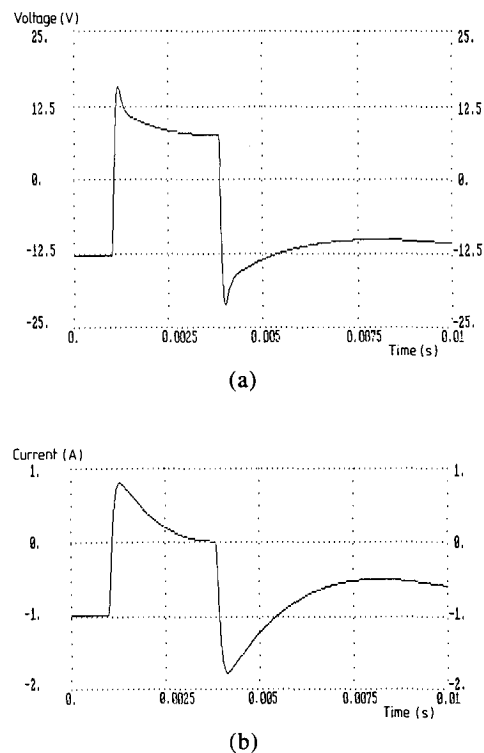 Voltage (V)
25. 25.
12.5 12.5
0. 0.
-12.5 -12.5
-25. -25.
0. 0.0025 0.005 0.0075 0.01
Time (s)
(a)
Current (A)
1. 1.
0. 0.
-1. -1.
-2. -2.
0. 0.0025 0.005 0.0075 0.01
Time (s)
(b)